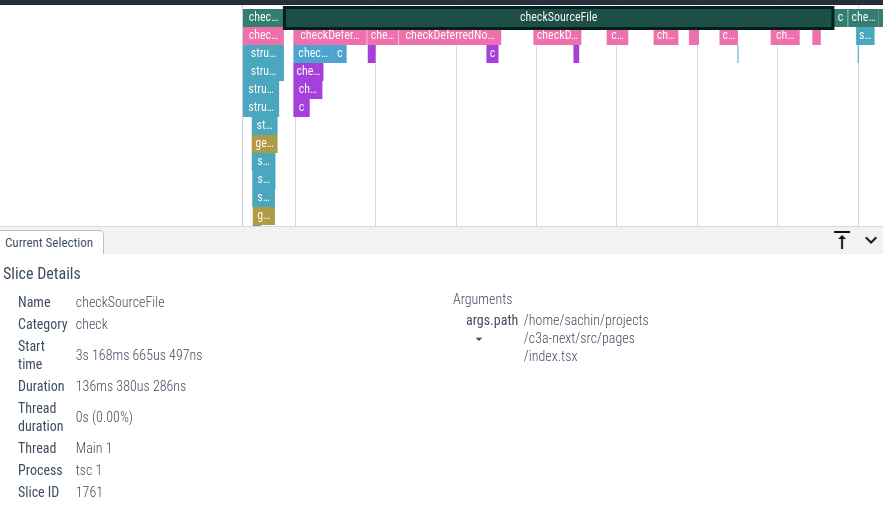 chec... checkSourceFile c che...
chec... checkDefer... che... checkDeferredNo... checkD... c... ch... c... ch... s...
stru... chec... c c
stru... che...
stru... ch...
stru... c
st...
ge...
s...
s...
s...
g...
Current Selection
Slice Details
Name checkSourceFile
Category check
Start time 3s 168ms 665us 497ns
Duration 136ms 380us 286ns
Thread duration 0s (0.00%)
Thread Main 1
Process tsc 1
Slice ID 1761
Arguments
args.path /home/sachin/projects
/c3a-next/src/pages
/index.tsx